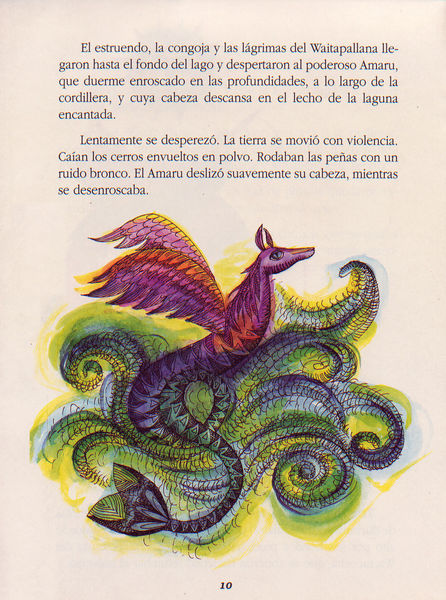 El estruendo, la congoja y las lágrimas del Waitapallana lle-
garon hasta el fondo del lago y despertaron al poderoso Amaru,
que duerme enroscado en las profundidades, a lo largo de la
cordillera, y cuya cabeza descansa en el lecho de la laguna
encantada.
Lentamente se desperezó. La tierra se movió con violencia.
Caían los cerros envueltos en polvo. Rodaban las peñas con un
ruido bronco. El Amaru deslizó suavemente su cabeza, mientras
se desenroscaba.
10